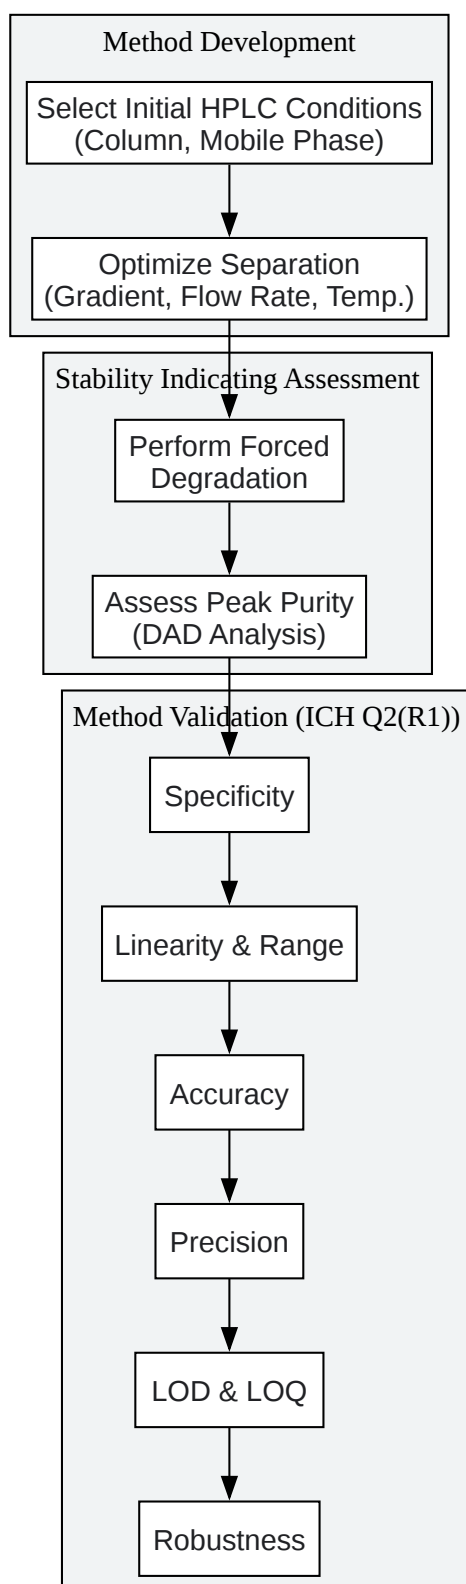 Method Development
Select Initial HPLC Conditions
(Column, Mobile Phase)
Optimize Separation
(Gradient, Flow Rate, Temp.)
Stability Indicating Assessment
Perform Forced
Degradation
Assess Peak Purity
(DAD Analysis)
Method Validation (ICH Q2(R1))
Specificity
Linearity & Range
Accuracy
Precision
LOD & LOQ
Robustness